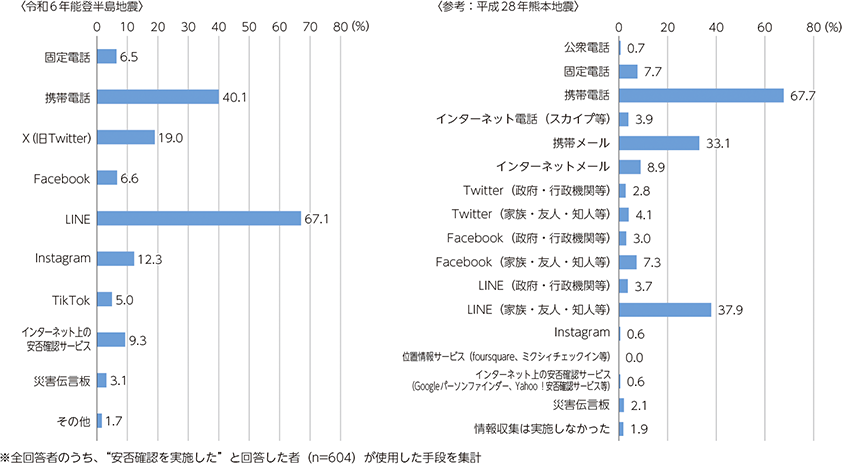 〈令和6年能登半島地震〉
0 10 20 30 40 50 60 70 80 (%)
固定電話 6.5
携帯電話 40.1
X(旧Twitter) 19.0
Facebook 6.6
LINE 67.1
Instagram 12.3
TikTok 5.0
インターネット上の
安否確認サービス 9.3
災害伝言板 3.1
その他 1.7
〈参考：平成28年熊本地震〉
0 20 40 60 80 (%)
公衆電話 0.7
固定電話 7.7
携帯電話 67.7
インターネット電話（スカイプ等） 3.9
携帯メール 33.1
インターネットメール 8.9
Twitter（政府・行政機関等） 2.8
Twitter（家族・友人・知人等） 4.1
Facebook（政府・行政機関等） 3.0
Facebook（家族・友人・知人等） 7.3
LINE（政府・行政機関等） 3.7
LINE（家族・友人・知人等） 37.9
Instagram 0.6
位置情報サービス（foursquare、ミクシィチェックイン等） 0.0
インターネット上の安否確認サービス
（Googleパーソンファインダー、Yahoo！安否確認サービス等） 0.6
災害伝言板 2.1
情報収集は実施しなかった 1.9
※全回答者のうち、“安否確認を実施した”と回答した者（n=604）が使用した手段を集計